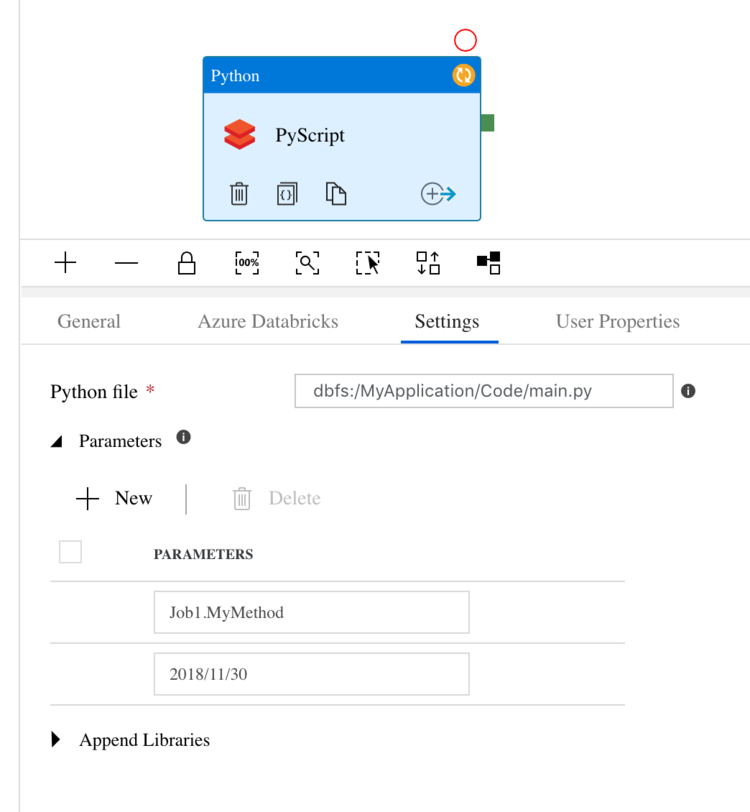 Python
PyScript
100%
General Azure Databricks Settings User Properties
Python file * dbfs:/MyApplication/Code/main.py
Parameters
New Delete
PARAMETERS
Job1.MyMethod
2018/11/30
Append Libraries